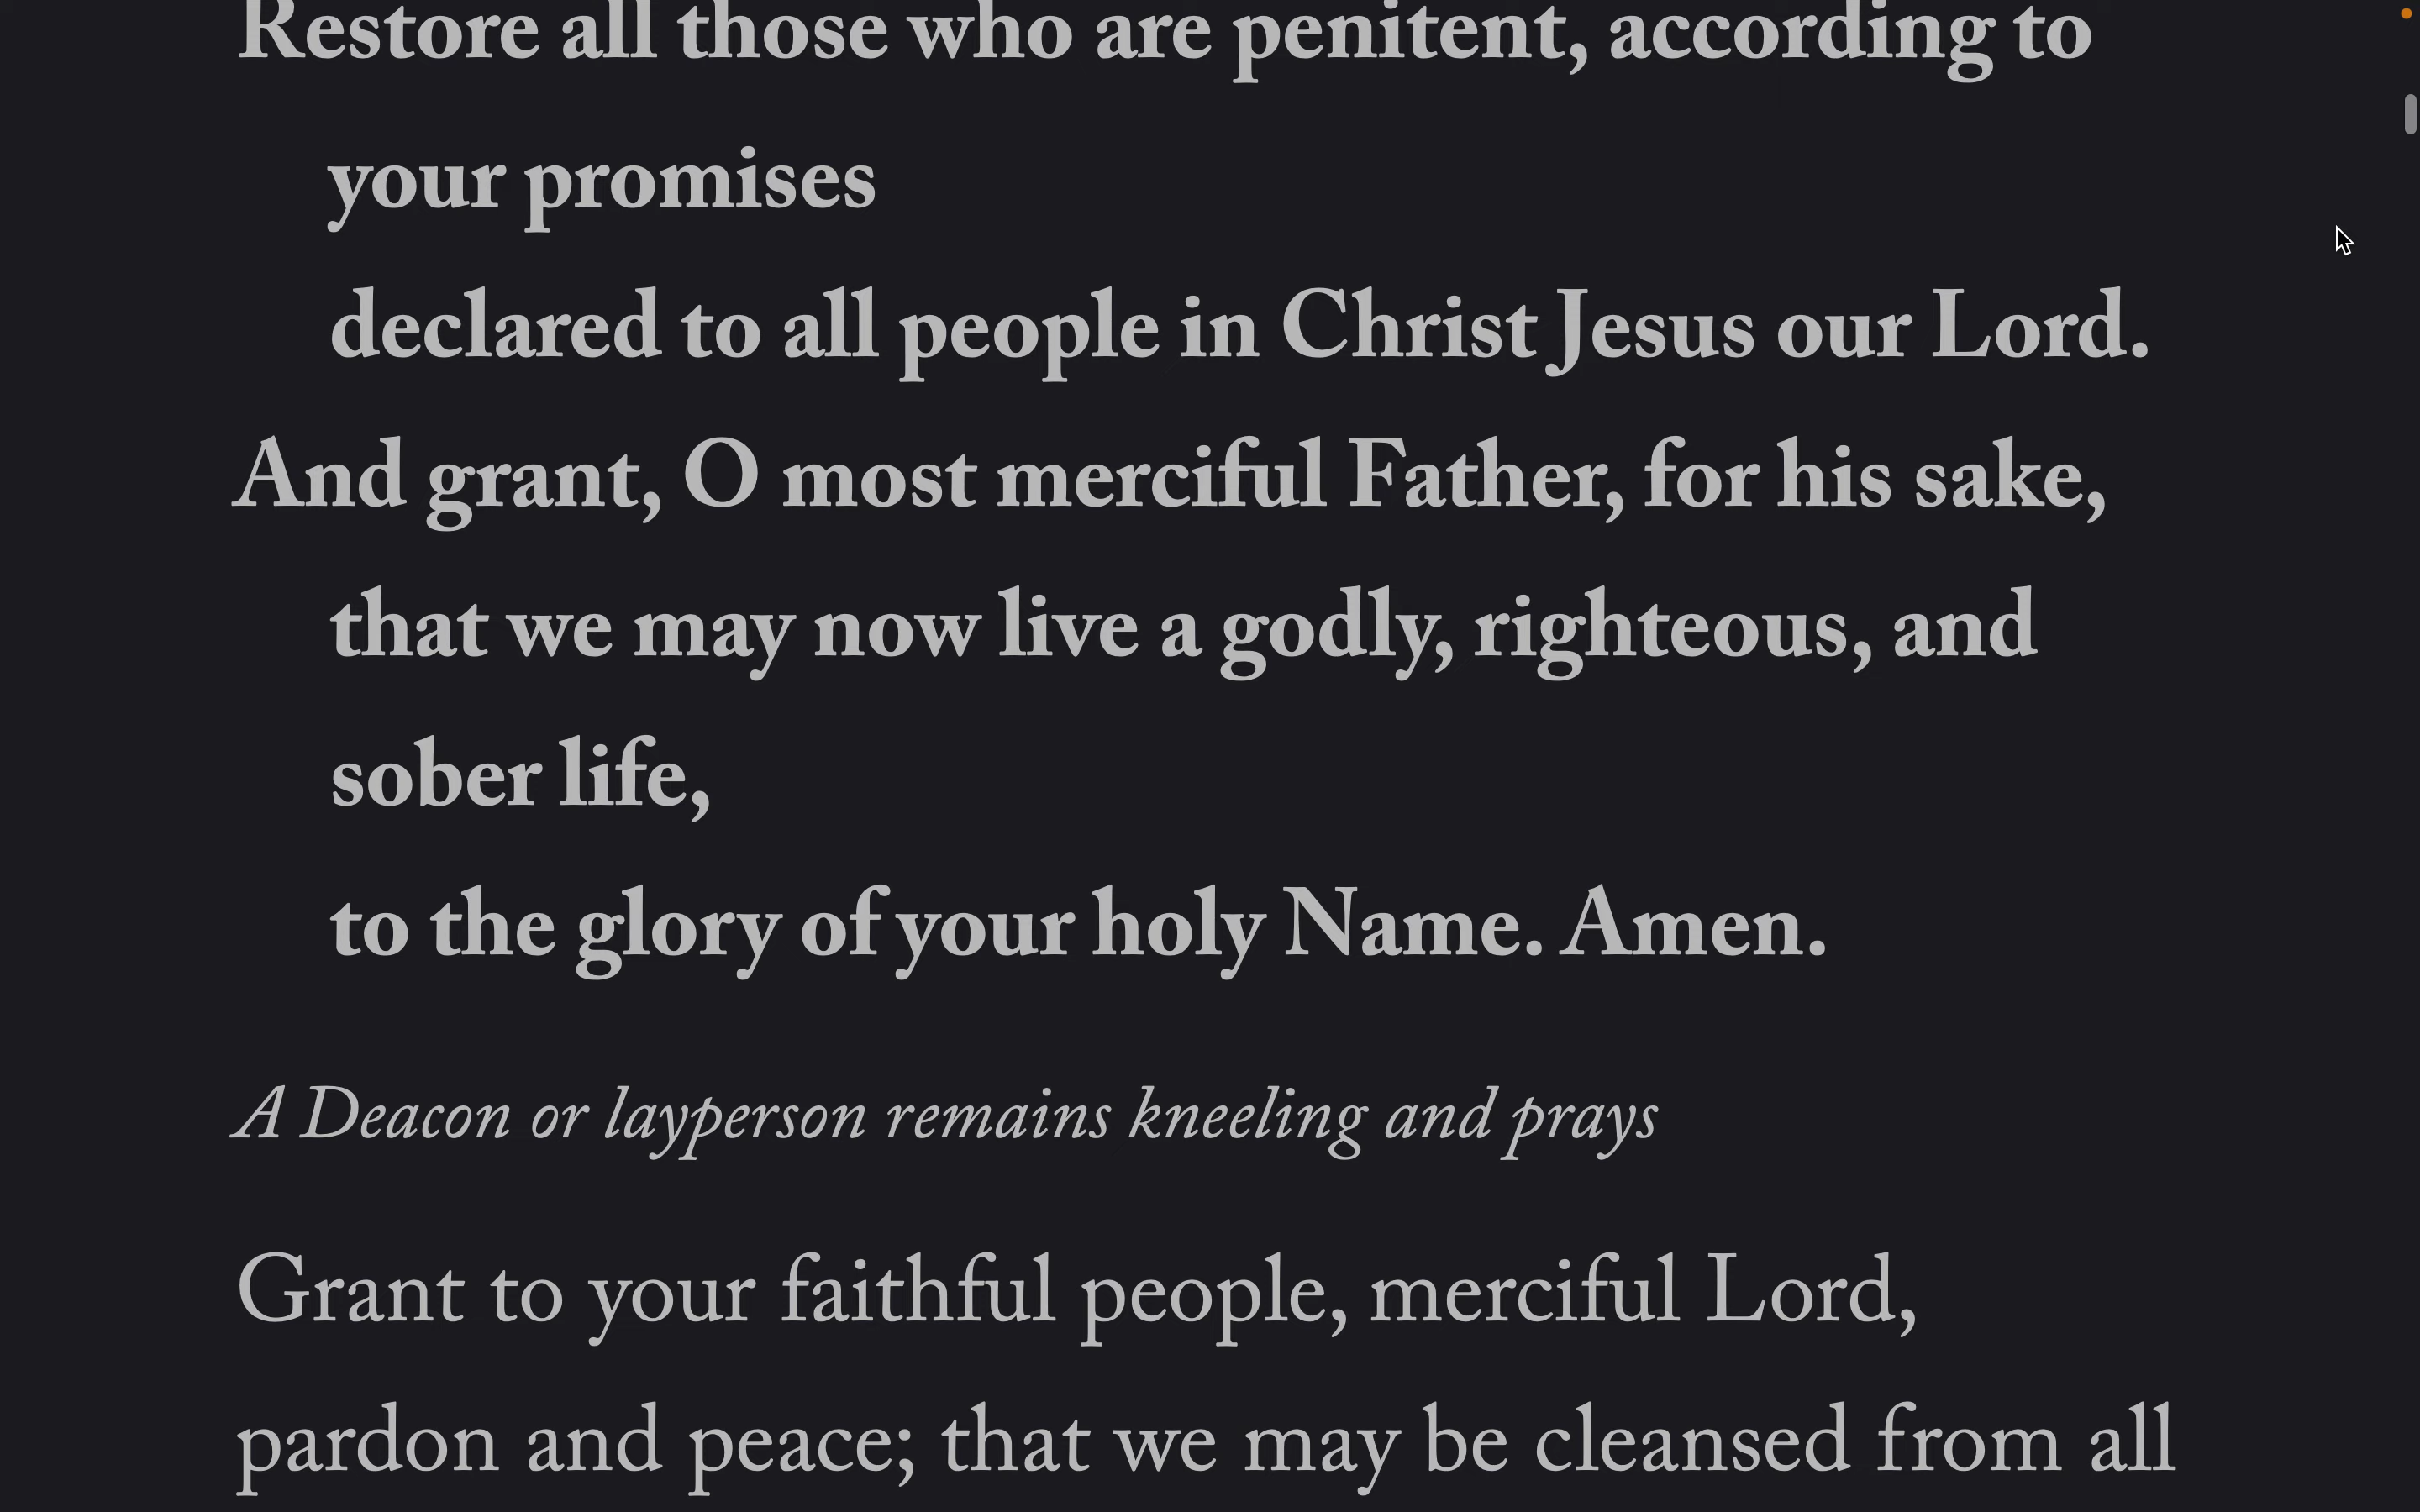 Restore all those who are penitent, according to
your promises
declared to all people in Christ Jesus our Lord.
And grant, O most merciful Father, for his sake,
that we may now live a godly, righteous, and
sober life,
to the glory of your holy Name. Amen.
A Deacon or layperson remains kneeling and prays
Grant to your faithful people, merciful Lord,
pardon and peace; that we may be cleansed from all